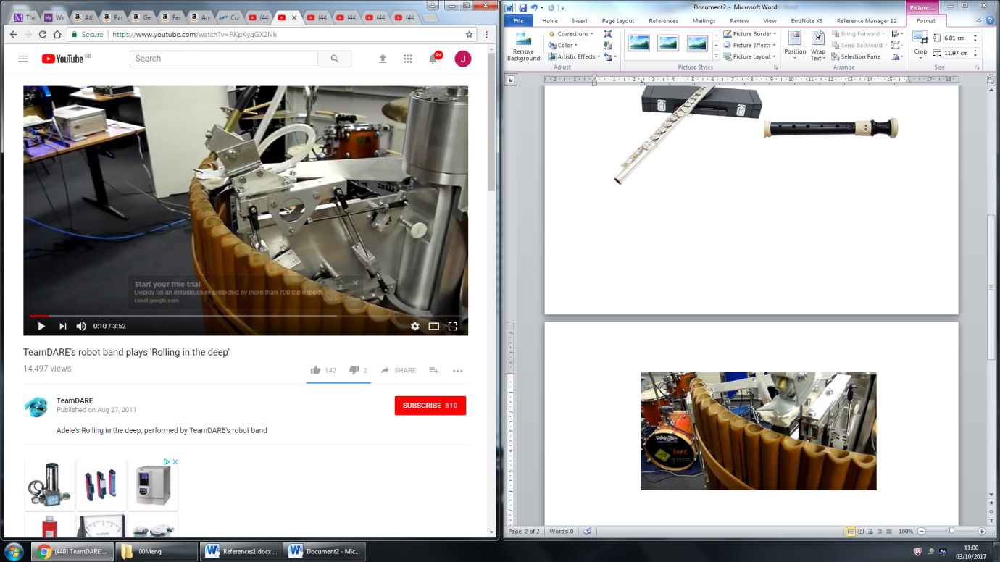 The
We
Atl
Par
Ge
Fer
Col
(44
(44
(44
(44
(44
(44
Secure https://www.youtube.com/watch?v=RKpKygGX2Nk
YouTube GB
Search
9+
J
Start your free trial
Deploy on an infrastructure protected by more than 700 top experts
cloud.google.com
0:10 / 3:52
TeamDARE's robot band plays 'Rolling in the deep'
14,497 views
142
2
SHARE
TeamDARE
Published on Aug 27, 2011
SUBSCRIBE 510
Adele's Rolling in the deep, performed by TeamDARE's robot band
Document2 - Microsoft Word
Picture ...
File Home Insert Page Layout References Mailings Review View EndNote X8 Reference Manager 12 Format
Remove Background
Corrections
Color
Artistic Effects
Adjust
Picture Border
Picture Effects
Picture Layout
Picture Styles
Position
Wrap Text
Bring Forward
Send Backward
Selection Pane
Arrange
Crop
6.01 cm
11.97 cm
Size
PAISTE
Page: 2 of 2 Words: 0
100%
(440) TeamDARE'...
00Meng
References1.docx ...
Document2 - Mic...
11:00
03/10/2017